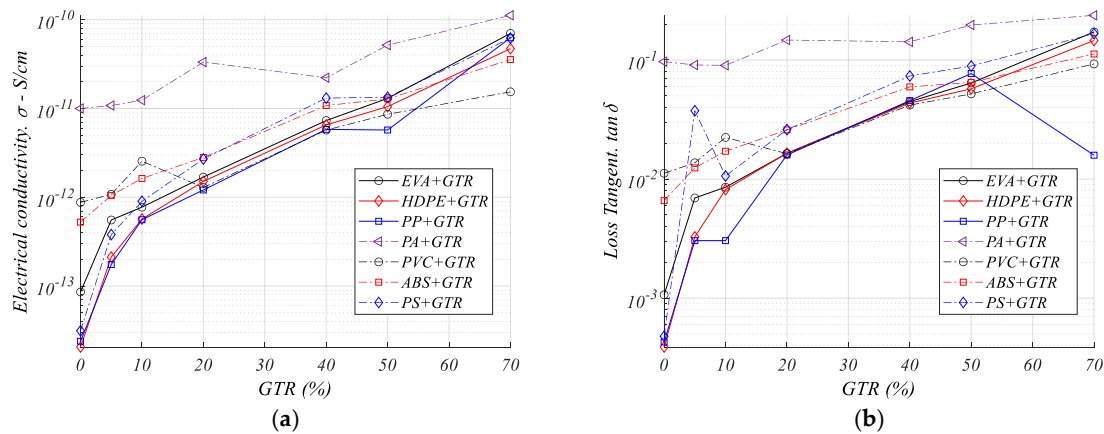 Electrical conductivity. σ - S/cm
10^-10
10^-11
10^-12
10^-13
EVA+GTR
HDPE+GTR
PP+GTR
PA+GTR
PVC+GTR
ABS+GTR
PS+GTR
0 10 20 30 40 50 60 70
GTR (%)
(a)
Loss Tangent. tan δ
10^-1
10^-2
10^-3
EVA+GTR
HDPE+GTR
PP+GTR
PA+GTR
PVC+GTR
ABS+GTR
PS+GTR
0 10 20 30 40 50 60 70
GTR (%)
(b)